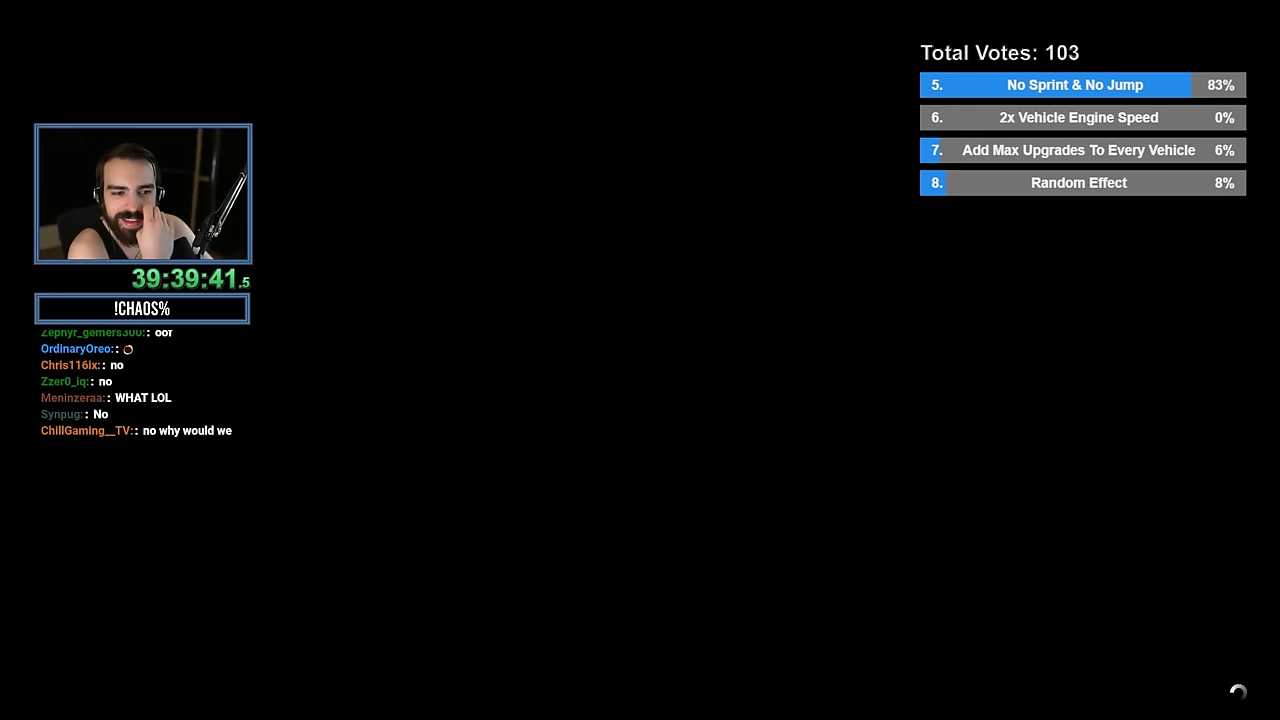 Total Votes: 103
5. No Sprint & No Jump 83%
6. 2x Vehicle Engine Speed 0%
7. Add Max Upgrades To Every Vehicle 6%
8. Random Effect 8%
39:39:41.5
!CHAOS%
Zephyr_gemers300:: oof
OrdinaryOreo::
Chris116ix:: no
Zzer0_iq:: no
Meninzeraa:: WHAT LOL
Synpug:: No
ChillGaming__TV:: no why would we